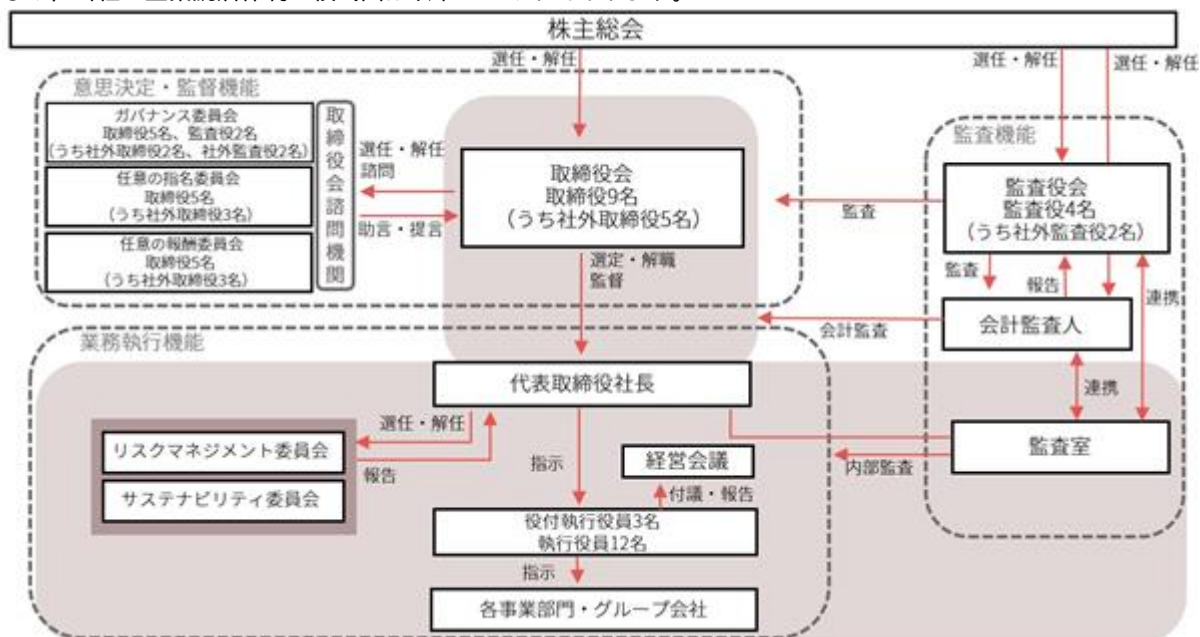 株主総会
選任・解任
選任・解任
選任・解任
意思決定・監督機能
ガバナンス委員会
取締役5名、監査役2名
(うち社外取締役2名、社外監査役2名)
任意の指名委員会
取締役5名
(うち社外取締役3名)
任意の報酬委員会
取締役5名
(うち社外取締役3名)
取締役会諮問機関
選任・解任
諮問
助言・提言
取締役会
取締役9名
(うち社外取締役5名)
選定・解職
監督
監査機能
監査
監査役会
監査役4名
(うち社外監査役2名)
監査
報告
連携
会計監査
会計監査人
連携
監査室
内部監査
業務執行機能
代表取締役社長
選任・解任
報告
リスクマネジメント委員会
サステナビリティ委員会
指示
経営会議
付議・報告
役付執行役員3名
執行役員12名
指示
各事業部門・グループ会社